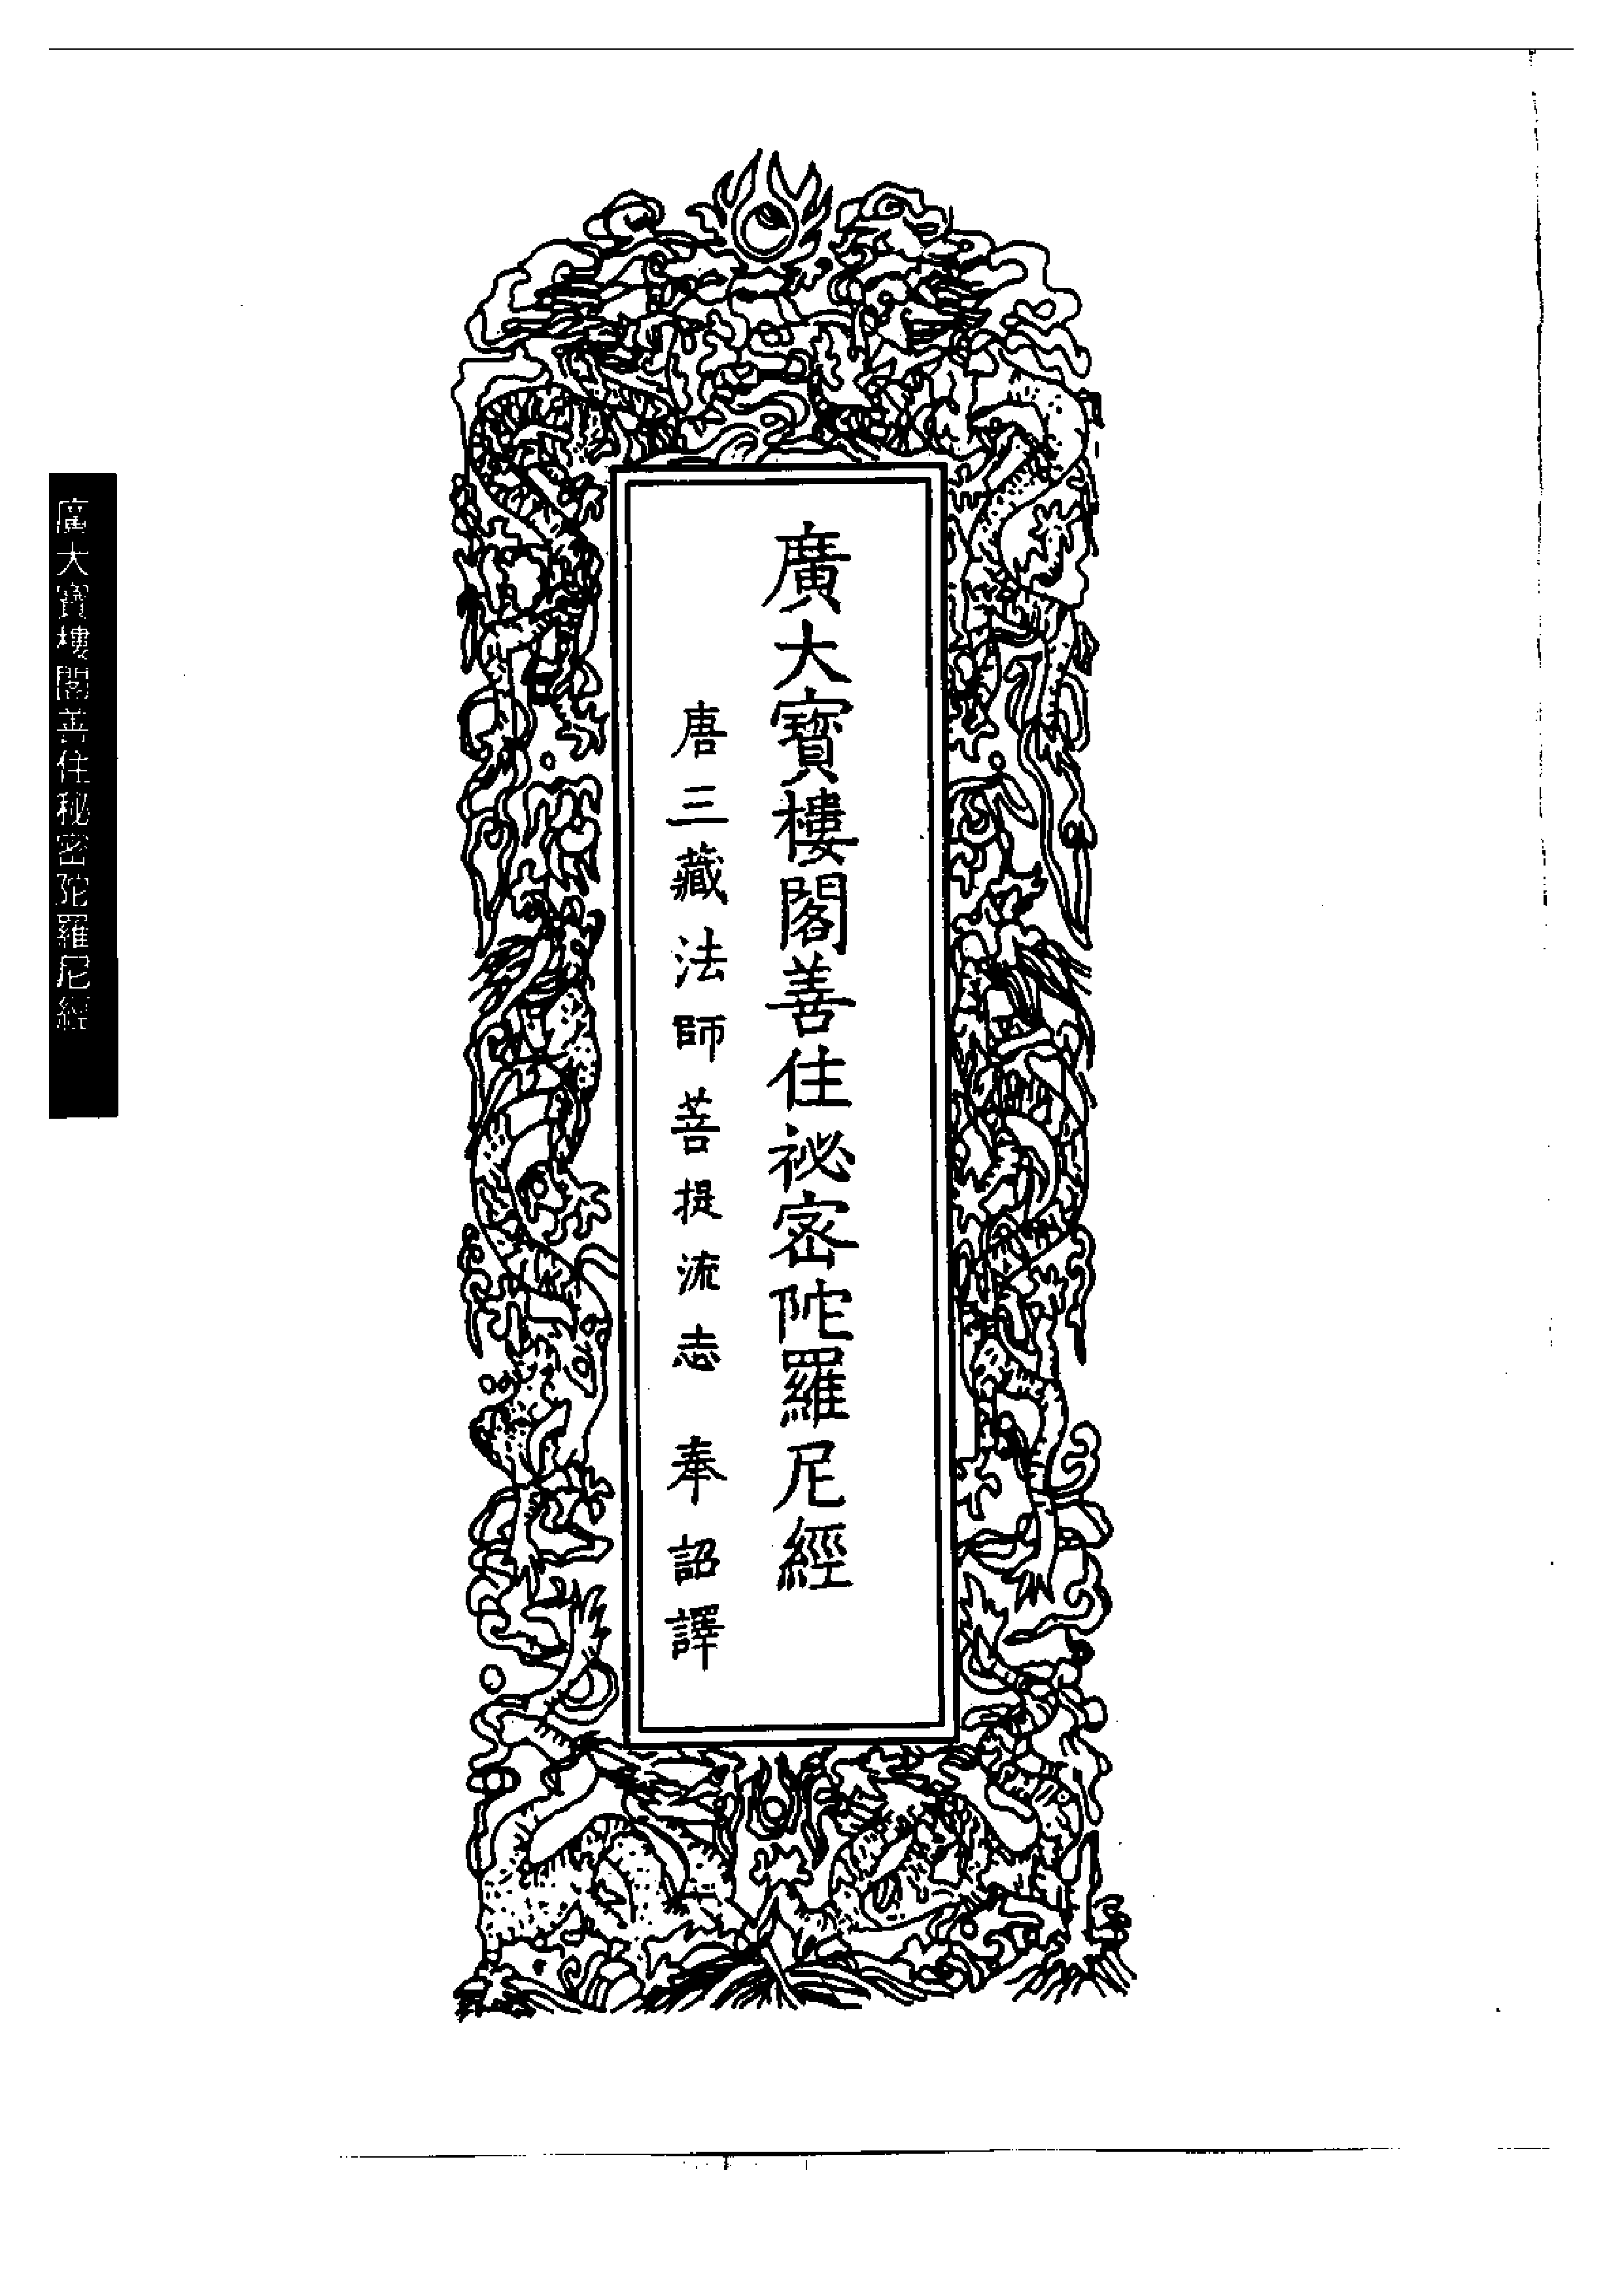 廣大寶樓閣善住祕密陀羅尼經
唐三藏法師菩提流志 奉詔譯
廣大寶樓閣善住秘密陀羅尼經